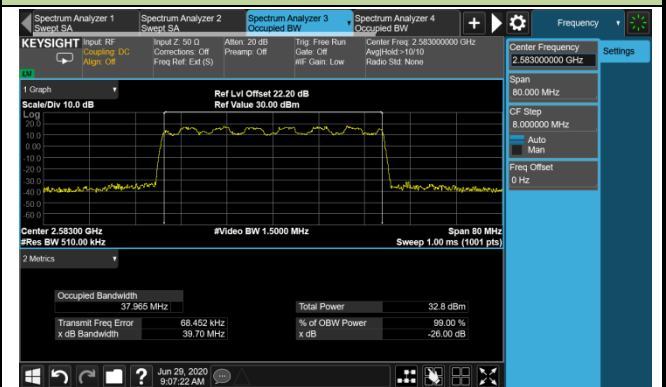 Spectrum Analyzer 1
Swept SA
Spectrum Analyzer 2
Swept SA
Spectrum Analyzer 3
Occupied BW
Spectrum Analyzer 4
Occupied BW
Frequency
KEYSIGHT
Input: RF
Coupling: DC
Align: Off
Input Z: 50 Ω
Corrections: Off
Freq Ref: Ext (S)
Atten: 20 dB
Preamp: Off
Trig: Free Run
Gate: Off
#IF Gain: Low
Center Freq: 2.583000000 GHz
Avg|Hold:>10/10
Radio Std: None
LXI
1 Graph
Scale/Div 10.0 dB
Ref Lvl Offset 22.20 dB
Ref Value 30.00 dBm
Log
20.0
10.0
0.00
-10.0
-20.0
-30.0
-40.0
-50.0
-60.0
Center 2.58300 GHz
#Res BW 510.00 kHz
#Video BW 1.5000 MHz
Span 80 MHz
Sweep 1.00 ms (1001 pts)
2 Metrics
Occupied Bandwidth
37.965 MHz
Total Power 32.8 dBm
Transmit Freq Error 68.452 kHz
% of OBW Power 99.00 %
x dB Bandwidth 39.70 MHz
x dB -26.00 dB
Center Frequency
2.583000000 GHz
Settings
Span
80.000 MHz
CF Step
8.000000 MHz
Auto
Man
Freq Offset
0 Hz
Jun 29, 2020
9:07:22 AM